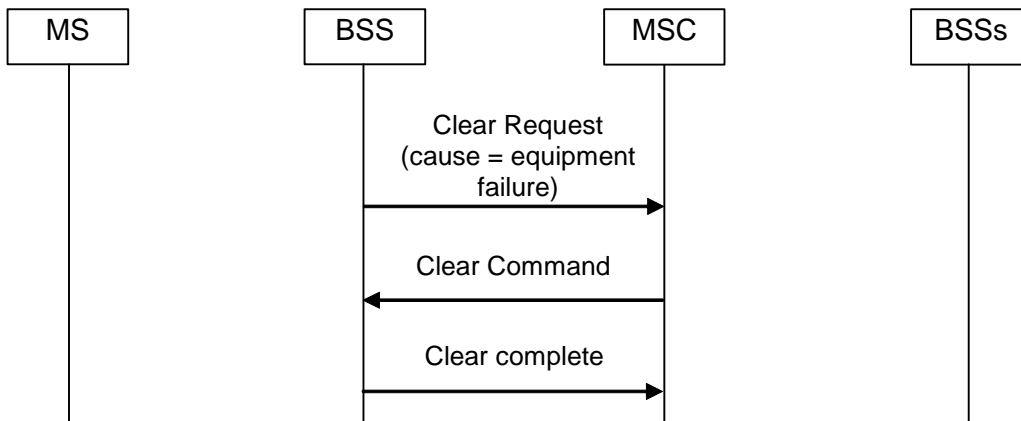 MS
BSS
MSC
BSSs
Clear Request
(cause = equipment
failure)
Clear Command
Clear complete